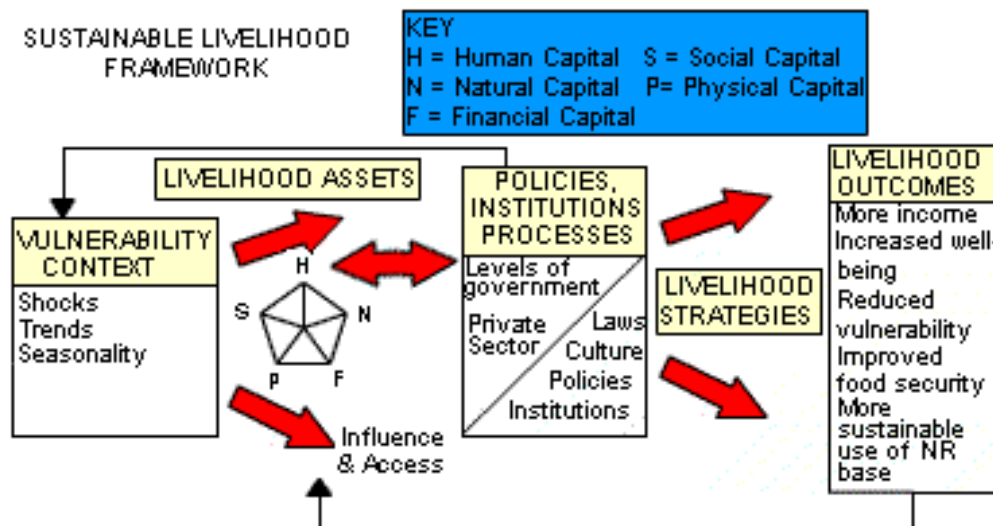 SUSTAINABLE LIVELIHOOD
FRAMEWORK
KEY
H = Human Capital S = Social Capital
N = Natural Capital P= Physical Capital
F = Financial Capital
LIVELIHOOD ASSETS
VULNERABILITY
CONTEXT
Shocks
Trends
Seasonality
H
S
N
P
F
Influence
& Access
POLICIES,
INSTITUTIONS
PROCESSES
Levels of
government
Private
Sector
Laws
Culture
Policies
Institutions
LIVELIHOOD
STRATEGIES
LIVELIHOOD
OUTCOMES
More income
Increased well-
being
Reduced
vulnerability
Improved
food security
More
sustainable
use of NR
base